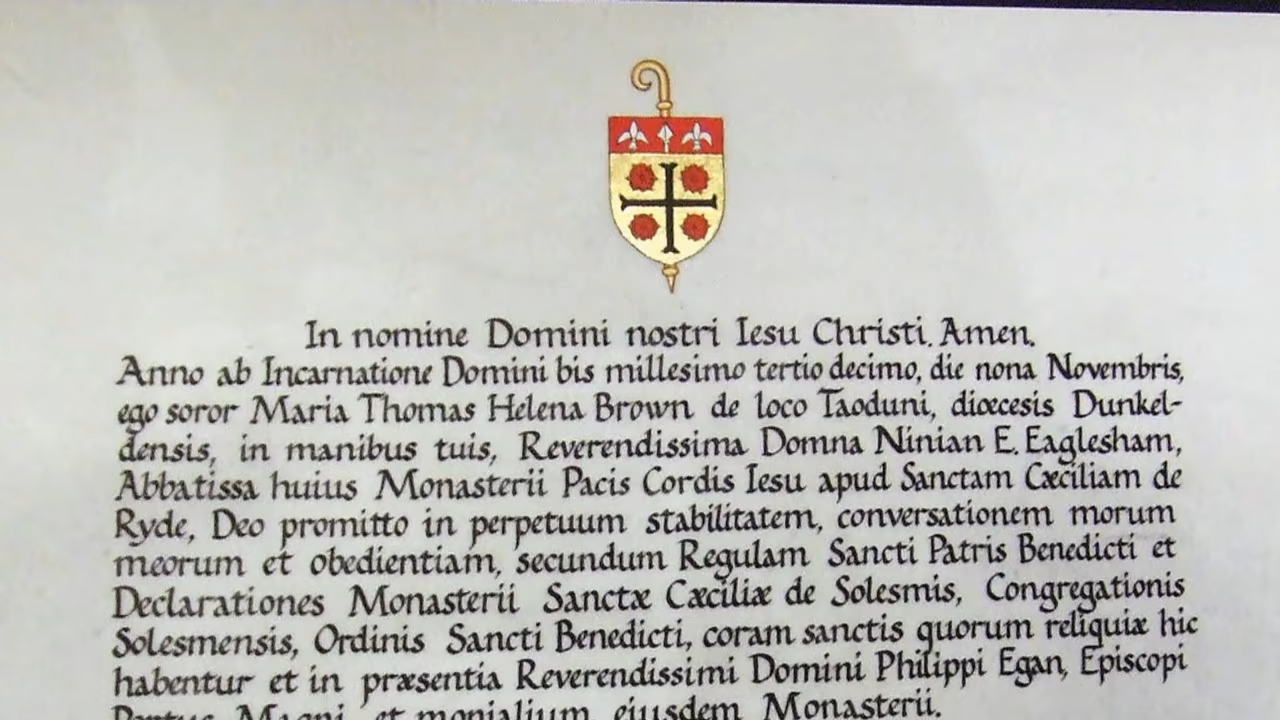 In nomine Domini nostri Iesu Christi. Amen.
Anno ab Incarnatione Domini bis millesimo tertio decimo, die nona Novembris,
ego soror Maria Thomas Helena Brown de loco Taoduni, diœcesis Dunkel-
densis, in manibus tuis, Reverendissima Domna Ninian E. Eaglesham,
Abbatissa huius Monasterii Pacis Cordis Iesu apud Sanctam Cæciliam de
Ryde, Deo promitto in perpetuum stabilitatem, conversationem morum
meorum et obedientiam, secundum Regulam Sancti Patris Benedicti et
Declarationes Monasterii Sanctæ Cæciliæ de Solesmis, Congregationis
Solesmensis, Ordinis Sancti Benedicti, coram sanctis quorum reliquiæ hic
habentur et in præsentia Reverendissimi Domini Philippi Egan, Episcopi
Portus Magni, et monialium eiusdem Monasterii.